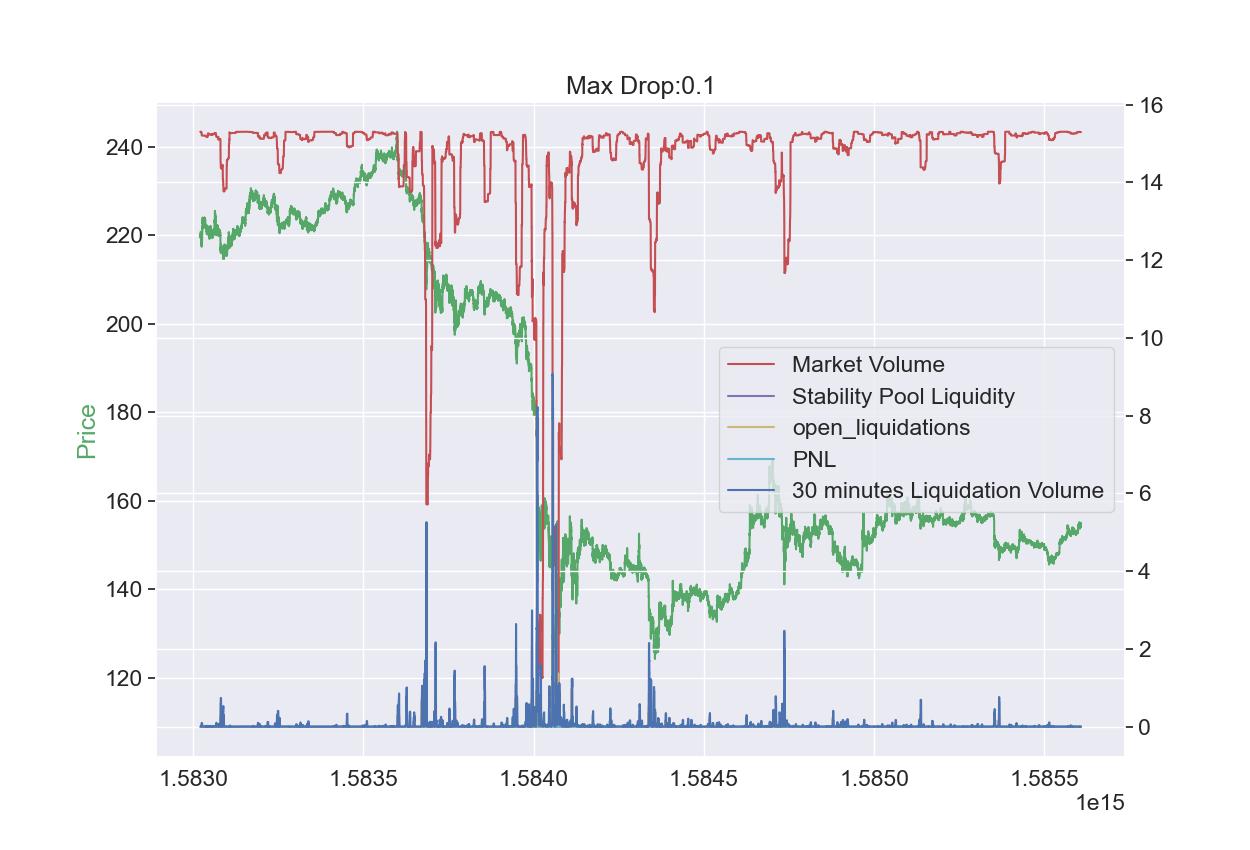 Max Drop:0.1
Price
240
220
200
180
160
140
120
16
14
12
10
8
6
4
2
0
Market Volume
Stability Pool Liquidity
open_liquidations
PNL
30 minutes Liquidation Volume
1.5830 1.5835 1.5840 1.5845 1.5850 1.5855
1e15